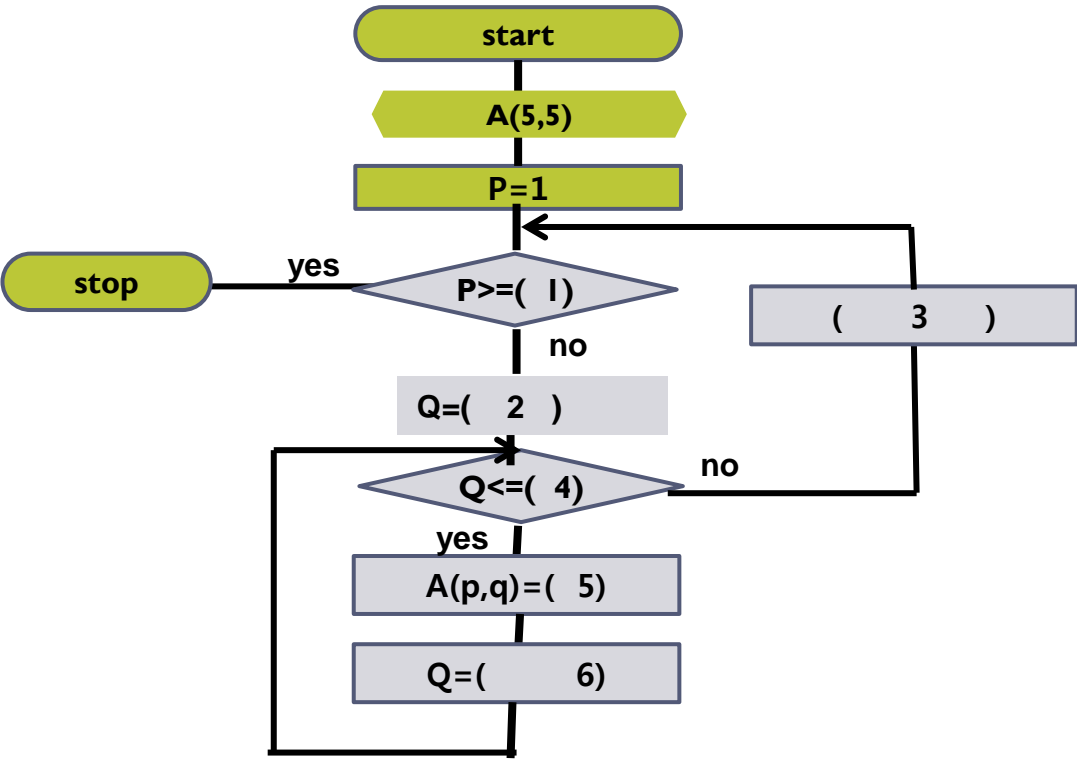 start
A(5,5)
P=1
yes
stop
P>=( 1)
( 3 )
no
Q=( 2 )
no
Q<=( 4)
yes
A(p,q)=( 5)
Q=( 6)